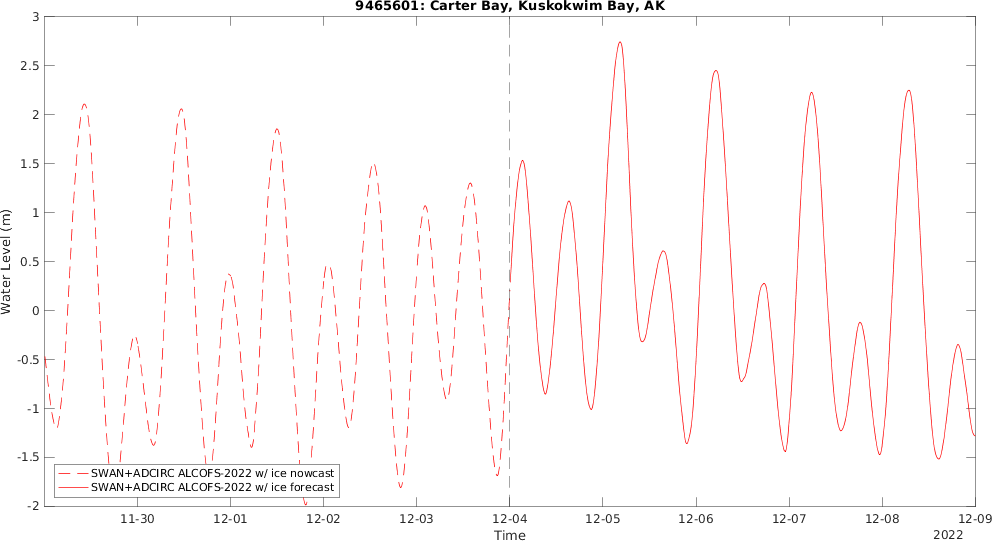 9465601: Carter Bay, Kuskokwim Bay, AK
3
2.5
2
1.5
1
0.5
0
-0.5
-1
-1.5
-2
Water Level (m)
SWAN+ADCIRC ALCOFS-2022 w/ ice nowcast
SWAN+ADCIRC ALCOFS-2022 w/ ice forecast
11-30 12-01 12-02 12-03 12-04 12-05 12-06 12-07 12-08 12-09
Time
2022